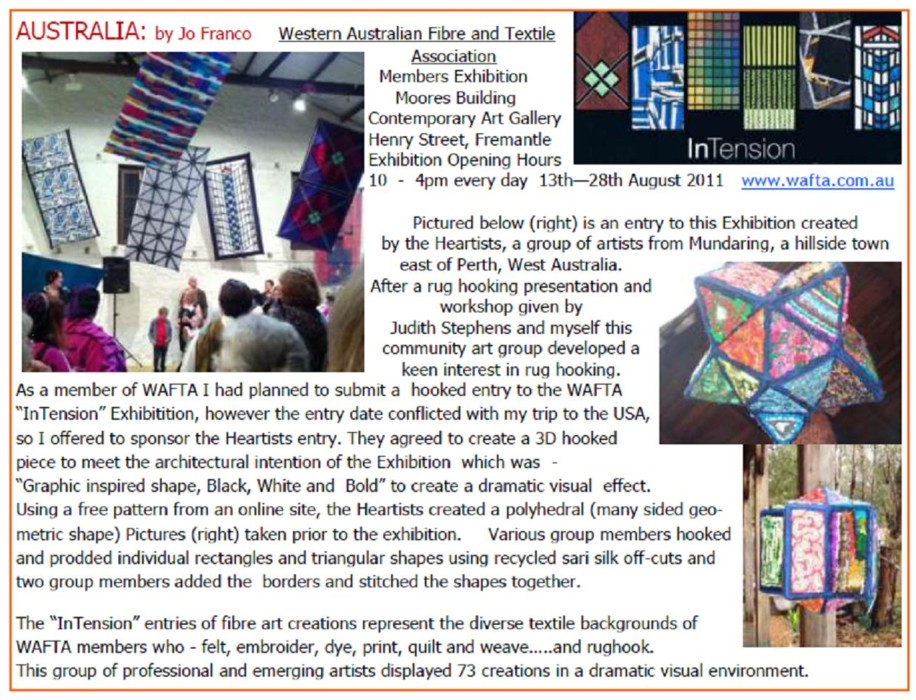 AUSTRALIA: by Jo Franco
Western Australian Fibre and Textile
Association
Members Exhibition
Moores Building
Contemporary Art Gallery
Henry Street, Fremantle
Exhibition Opening Hours
10 - 4pm every day 13th—28th August 2011 www.wafta.com.au
InTension
Pictured below (right) is an entry to this Exhibition created
by the Heartists, a group of artists from Mundaring, a hillside town
east of Perth, West Australia.
After a rug hooking presentation and
workshop given by
Judith Stephens and myself this
community art group developed a
keen interest in rug hooking.
As a member of WAFTA I had planned to submit a hooked entry to the WAFTA
“InTension” Exhibitition, however the entry date conflicted with my trip to the USA,
so I offered to sponsor the Heartists entry. They agreed to create a 3D hooked
piece to meet the architectural intention of the Exhibition which was -
“Graphic inspired shape, Black, White and Bold” to create a dramatic visual effect.
Using a free pattern from an online site, the Heartists created a polyhedral (many sided geo-
metric shape) Pictures (right) taken prior to the exhibition. Various group members hooked
and prodded individual rectangles and triangular shapes using recycled sari silk off-cuts and
two group members added the borders and stitched the shapes together.
The “InTension” entries of fibre art creations represent the diverse textile backgrounds of
WAFTA members who - felt, embroider, dye, print, quilt and weave.....and rughook.
This group of professional and emerging artists displayed 73 creations in a dramatic visual environment.